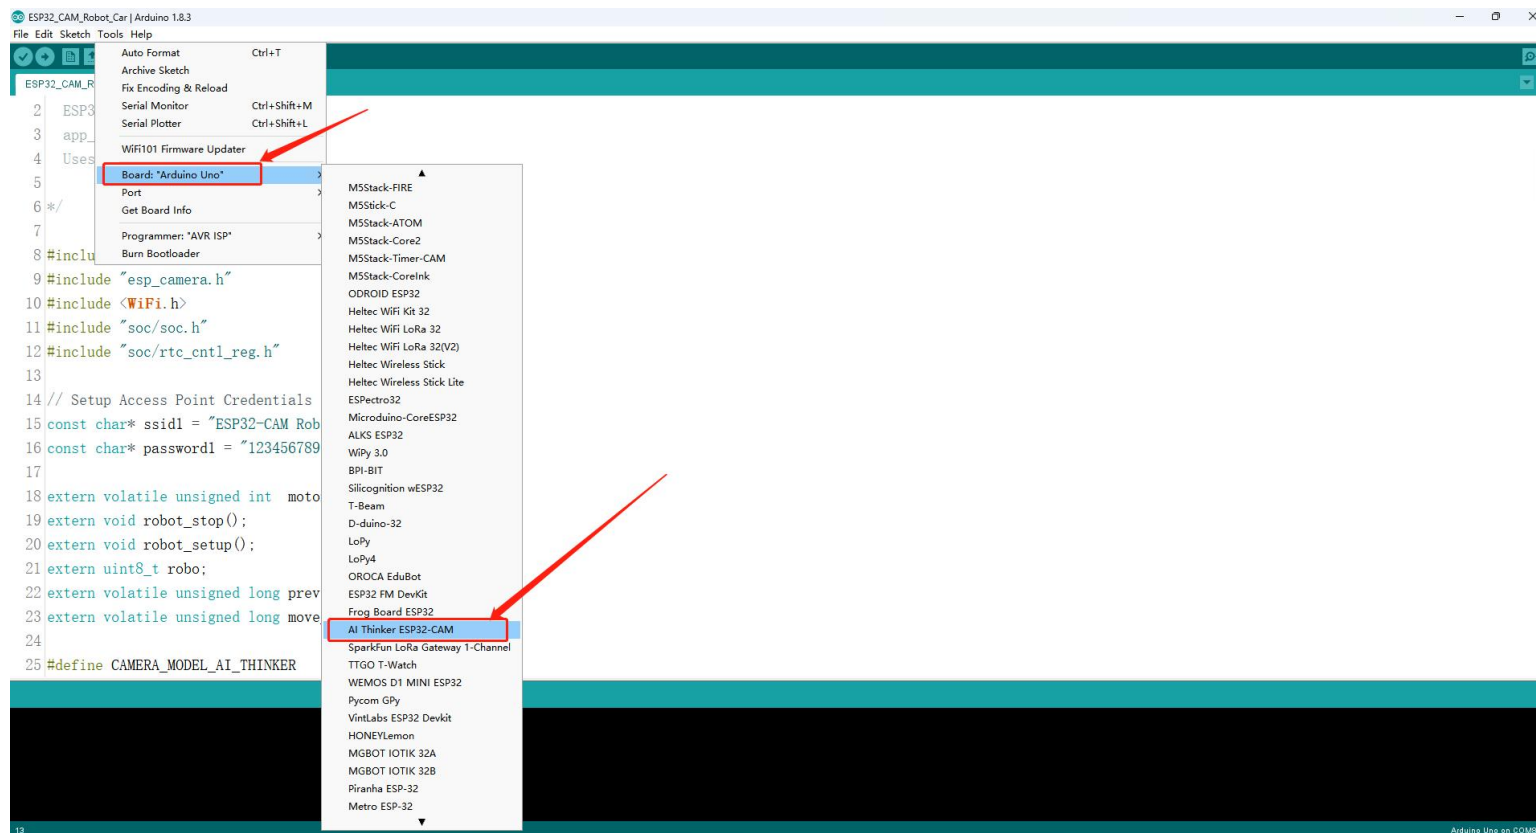 ESP32_CAM_Robot_Car | Arduino 1.8.3
File Edit Sketch Tools Help
ESP32_CAM_R
Auto Format Ctrl+T
Archive Sketch
Fix Encoding & Reload
Serial Monitor Ctrl+Shift+M
Serial Plotter Ctrl+Shift+L
WiFi101 Firmware Updater
Board: "Arduino Uno"
Port
Get Board Info
Programmer: "AVR ISP"
Burn Bootloader
M5Stack-FIRE
M5Stick-C
M5Stack-ATOM
M5Stack-Core2
M5Stack-Timer-CAM
M5Stack-CoreInk
ODROID ESP32
Heltec WiFi Kit 32
Heltec WiFi LoRa 32
Heltec WiFi LoRa 32(V2)
Heltec Wireless Stick
Heltec Wireless Stick Lite
ESPectro32
Microduino-CoreESP32
ALKS ESP32
WiPy 3.0
BPI-BIT
Silicognition wESP32
T-Beam
D-duino-32
LoPy
LoPy4
OROCA EduBot
ESP32 FM DevKit
Frog Board ESP32
AI Thinker ESP32-CAM
SparkFun LoRa Gateway 1-Channel
TTGO T-Watch
WEMOS D1 MINI ESP32
Pycom GPy
VintLabs ESP32 Devkit
HONEYLemon
MGBOT IOTIK 32A
MGBOT IOTIK 32B
Piranha ESP-32
Metro ESP-32
2 ESP3
3 app_
4 Uses
5
6 */
7
8 #inclu
9 #include "esp_camera.h"
10 #include <WiFi.h>
11 #include "soc/soc.h"
12 #include "soc/rtc_cntl_reg.h"
13
14 // Setup Access Point Credentials
15 const char* ssid1 = "ESP32-CAM Rob
16 const char* password1 = "123456789
17
18 extern volatile unsigned int moto
19 extern void robot_stop();
20 extern void robot_setup();
21 extern uint8_t robo;
22 extern volatile unsigned long prev
23 extern volatile unsigned long move
24
25 #define CAMERA_MODEL_AI_THINKER
13
Arduino Uno on COM8